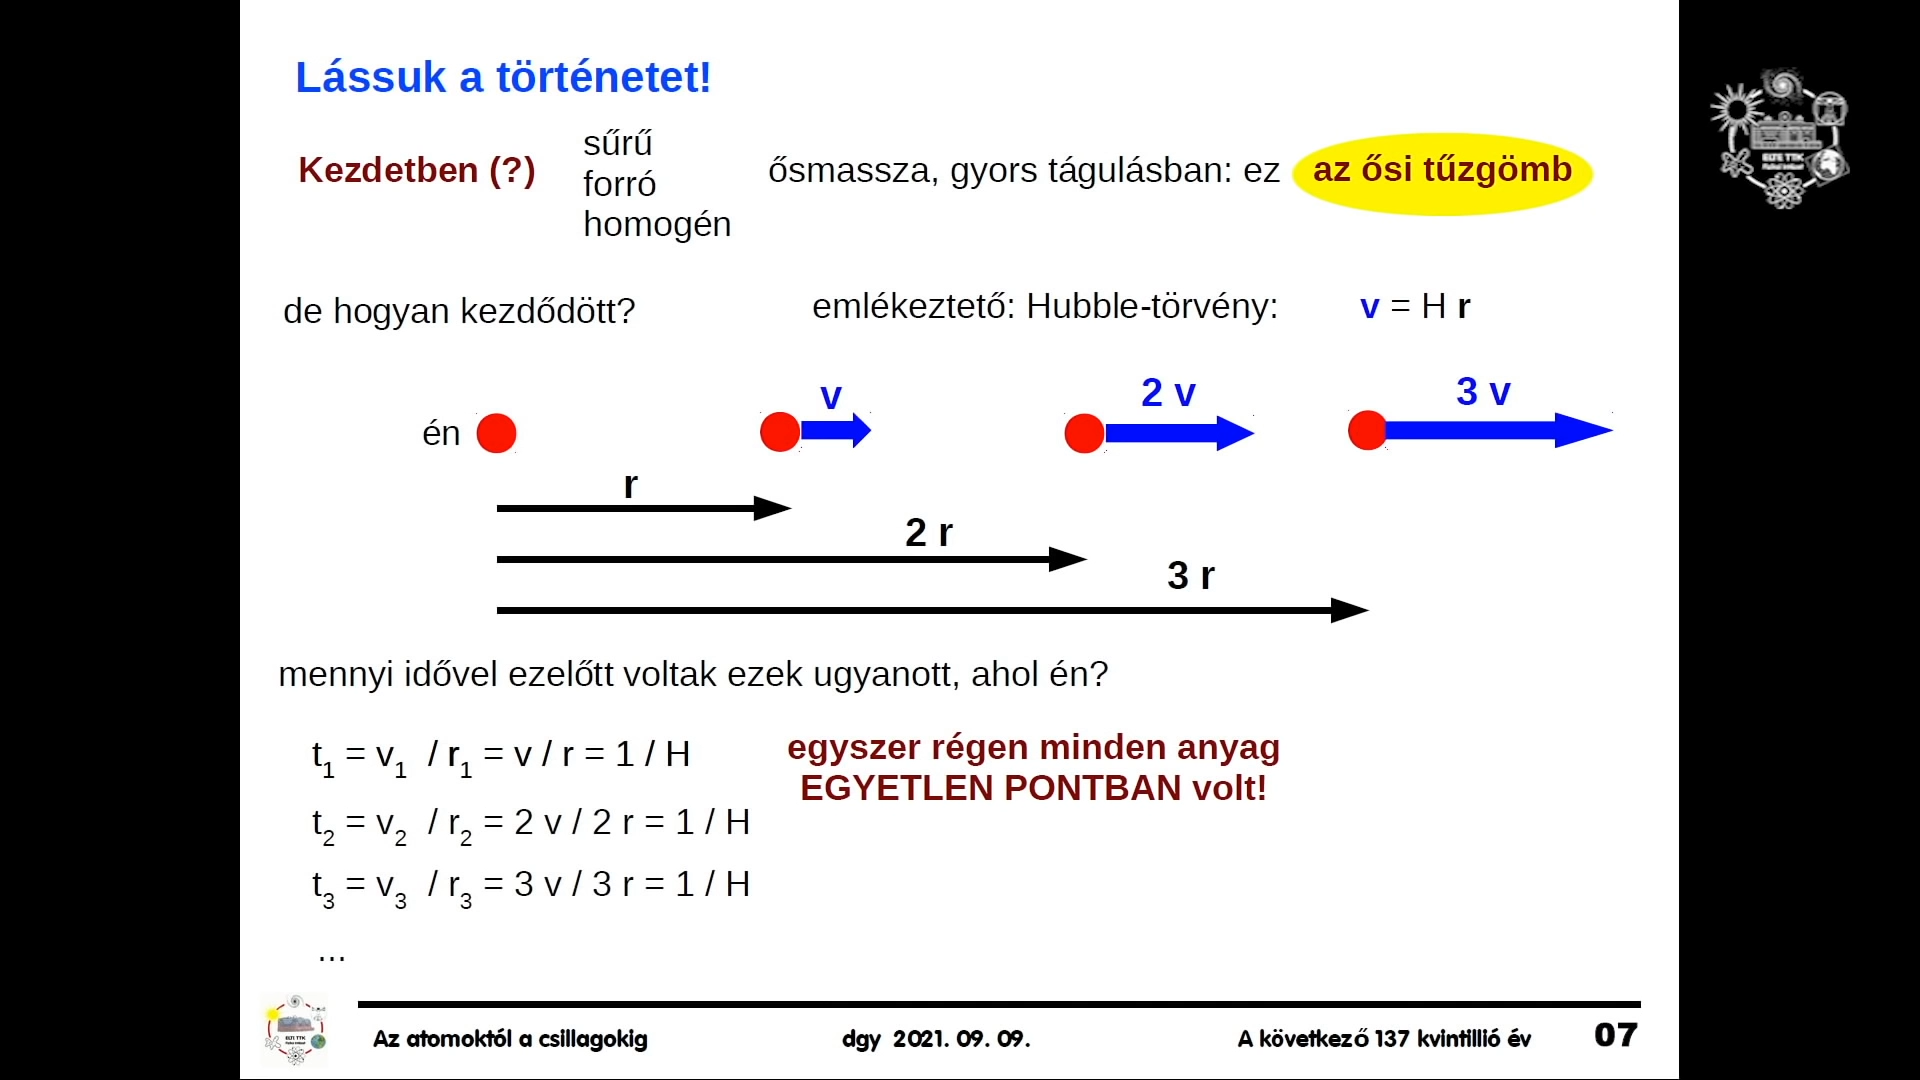 Lássuk a történetet!
Kezdetben (?)
sűrű
forró
homogén
ősmassza, gyors tágulásban: ez az ősi tűzgömb
de hogyan kezdődött?
emlékeztető: Hubble-törvény: v = H r
én
v
2 v
3 v
r
2 r
3 r
mennyi idővel ezelőtt voltak ezek ugyanott, ahol én?
t₁ = v₁ / r₁ = v / r = 1 / H
t₂ = v₂ / r₂ = 2 v / 2 r = 1 / H
t₃ = v₃ / r₃ = 3 v / 3 r = 1 / H
...
egyszer régen minden anyag
EGYETLEN PONTBAN volt!
Az atomoktól a csillagokig
dgy 2021. 09. 09.
A következő 137 kvintillió év
07
ELTE TTK